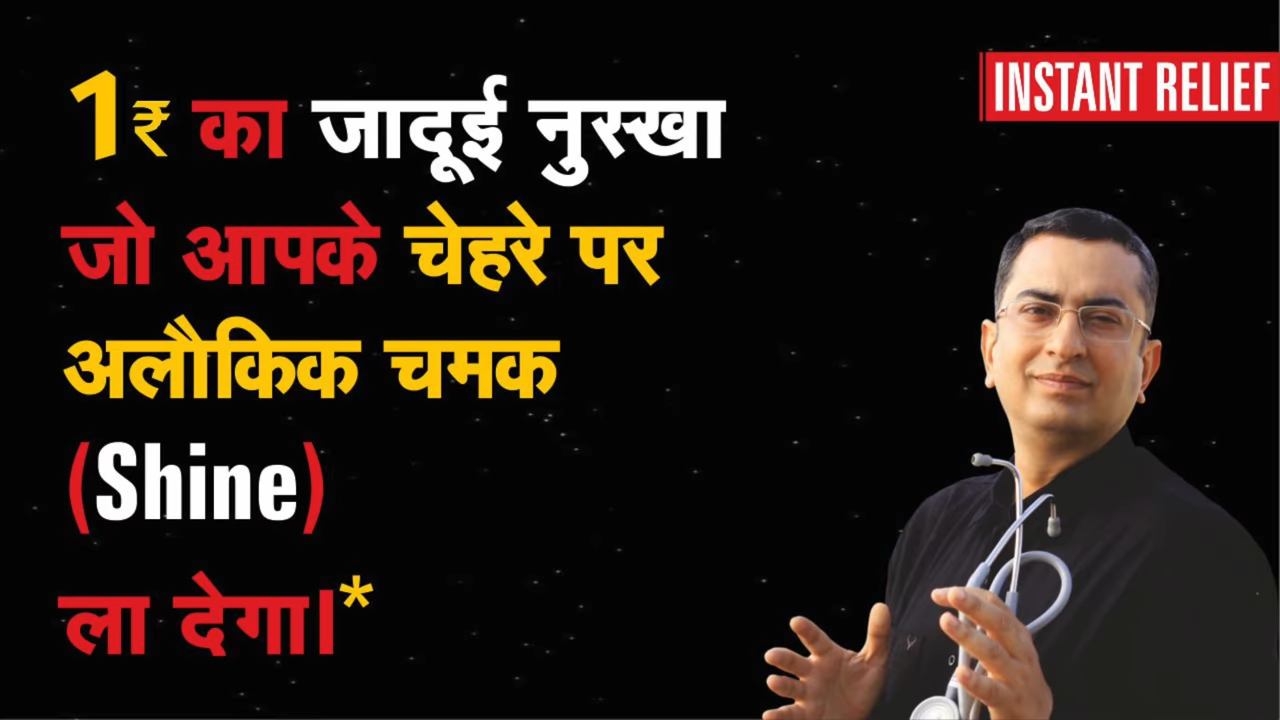 1₹ का जादूई नुस्खा
जो आपके चेहरे पर
अलौकिक चमक
(Shine)
ला देगा।*
INSTANT RELIEF